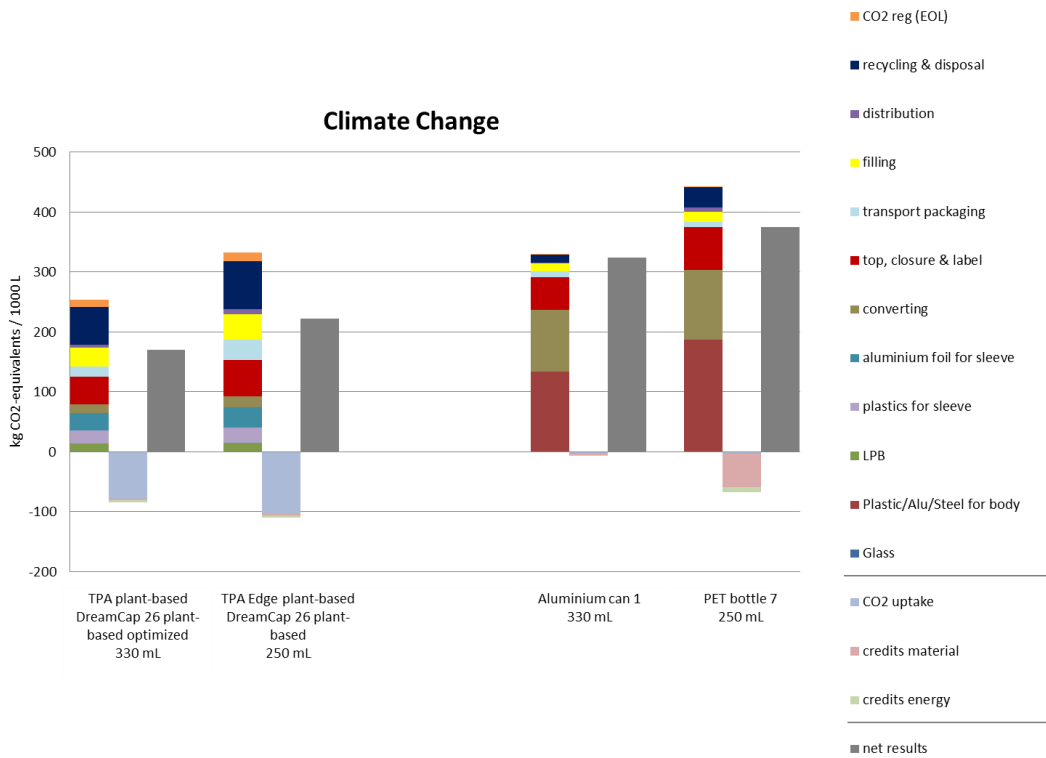 Climate Change
kg CO2-equivalents / 1000 L
500
400
300
200
100
0
-100
-200
TPA plant-based
DreamCap 26 plant-
based optimized
330 mL
TPA Edge plant-based
DreamCap 26 plant-
based
250 mL
Aluminium can 1
330 mL
PET bottle 7
250 mL
CO2 reg (EOL)
recycling & disposal
distribution
filling
transport packaging
top, closure & label
converting
aluminium foil for sleeve
plastics for sleeve
LPB
Plastic/Alu/Steel for body
Glass
CO2 uptake
credits material
credits energy
net results